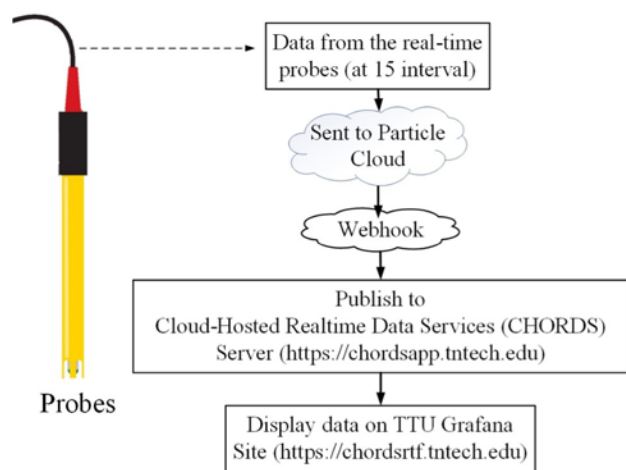 Data from the real-time
probes (at 15 interval)
Sent to Particle
Cloud
Webhook
Publish to
Cloud-Hosted Realtime Data Services (CHORDS)
Server (https://chordsapp.tntech.edu)
Probes
Display data on TTU Grafana
Site (https://chordsrtf.tntech.edu)